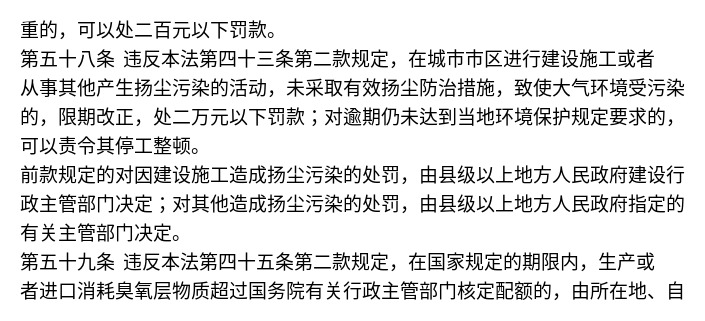 重的，可以处二百元以下罚款。
第五十八条 违反本法第四十三条第二款规定，在城市市区进行建设施工或者
从事其他产生扬尘污染的活动，未采取有效扬尘防治措施，致使大气环境受污染
的，限期改正，处二万元以下罚款；对逾期仍未达到当地环境保护规定要求的，
可以责令其停工整顿。
前款规定的对因建设施工造成扬尘污染的处罚，由县级以上地方人民政府建设行
政主管部门决定；对其他造成扬尘污染的处罚，由县级以上地方人民政府指定的
有关主管部门决定。
第五十九条 违反本法第四十五条第二款规定，在国家规定的期限内，生产或
者进口消耗臭氧层物质超过国务院有关行政主管部门核定配额的，由所在地、自